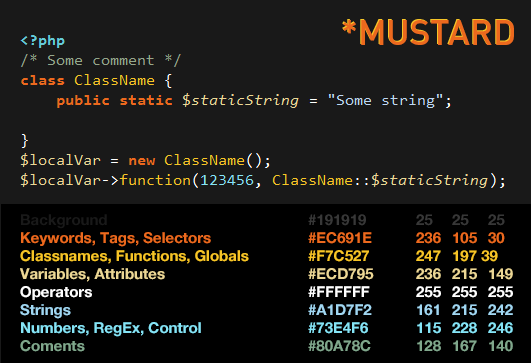 *MUSTARD
<?php
/* Some comment */
class ClassName {
    public static $staticString = "Some string";
}
$localVar = new ClassName();
$localVar->function(123456, ClassName::$staticString);
Background #191919 25 25 25
Keywords, Tags, Selectors #EC691E 236 105 30
Classnames, Functions, Globals #F7C527 247 197 39
Variables, Attributes #ECD795 236 215 149
Operators #FFFFFF 255 255 255
Strings #A1D7F2 161 215 242
Numbers, RegEx, Control #73E4F6 115 228 246
Coments #80A78C 128 167 140